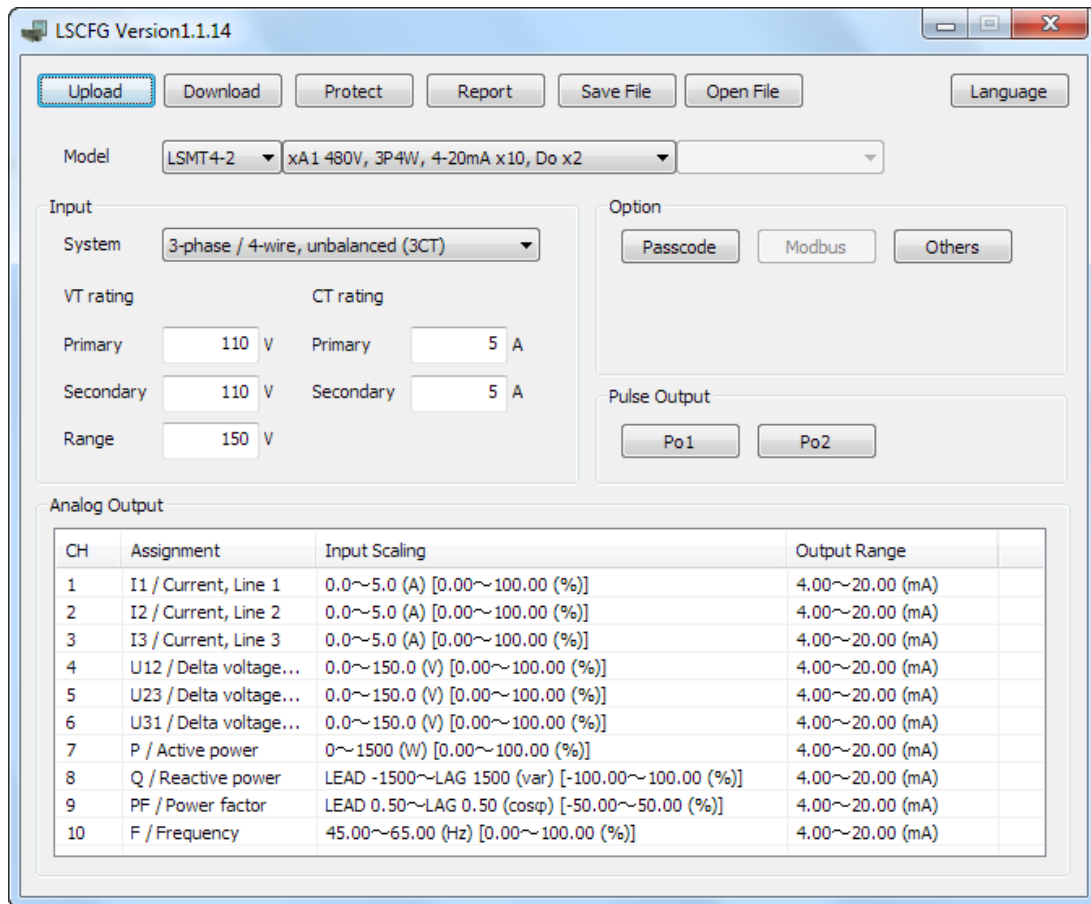 LSCFG Version1.1.14
Upload Download Protect Report Save File Open File Language
Model LSMT4-2 xA1 480V, 3P4W, 4-20mA x10, Do x2
Input
System 3-phase / 4-wire, unbalanced (3CT)
VT rating CT rating
Primary 110 V Primary 5 A
Secondary 110 V Secondary 5 A
Range 150 V
Option
Passcode Modbus Others
Pulse Output
Po1 Po2
Analog Output
CH Assignment Input Scaling Output Range
1 I1 / Current, Line 1 0.0～5.0 (A) [0.00～100.00 (%)] 4.00～20.00 (mA)
2 I2 / Current, Line 2 0.0～5.0 (A) [0.00～100.00 (%)] 4.00～20.00 (mA)
3 I3 / Current, Line 3 0.0～5.0 (A) [0.00～100.00 (%)] 4.00～20.00 (mA)
4 U12 / Delta voltage... 0.0～150.0 (V) [0.00～100.00 (%)] 4.00～20.00 (mA)
5 U23 / Delta voltage... 0.0～150.0 (V) [0.00～100.00 (%)] 4.00～20.00 (mA)
6 U31 / Delta voltage... 0.0～150.0 (V) [0.00～100.00 (%)] 4.00～20.00 (mA)
7 P / Active power 0～1500 (W) [0.00～100.00 (%)] 4.00～20.00 (mA)
8 Q / Reactive power LEAD -1500～LAG 1500 (var) [-100.00～100.00 (%)] 4.00～20.00 (mA)
9 PF / Power factor LEAD 0.50～LAG 0.50 (cosφ) [-50.00～50.00 (%)] 4.00～20.00 (mA)
10 F / Frequency 45.00～65.00 (Hz) [0.00～100.00 (%)] 4.00～20.00 (mA)